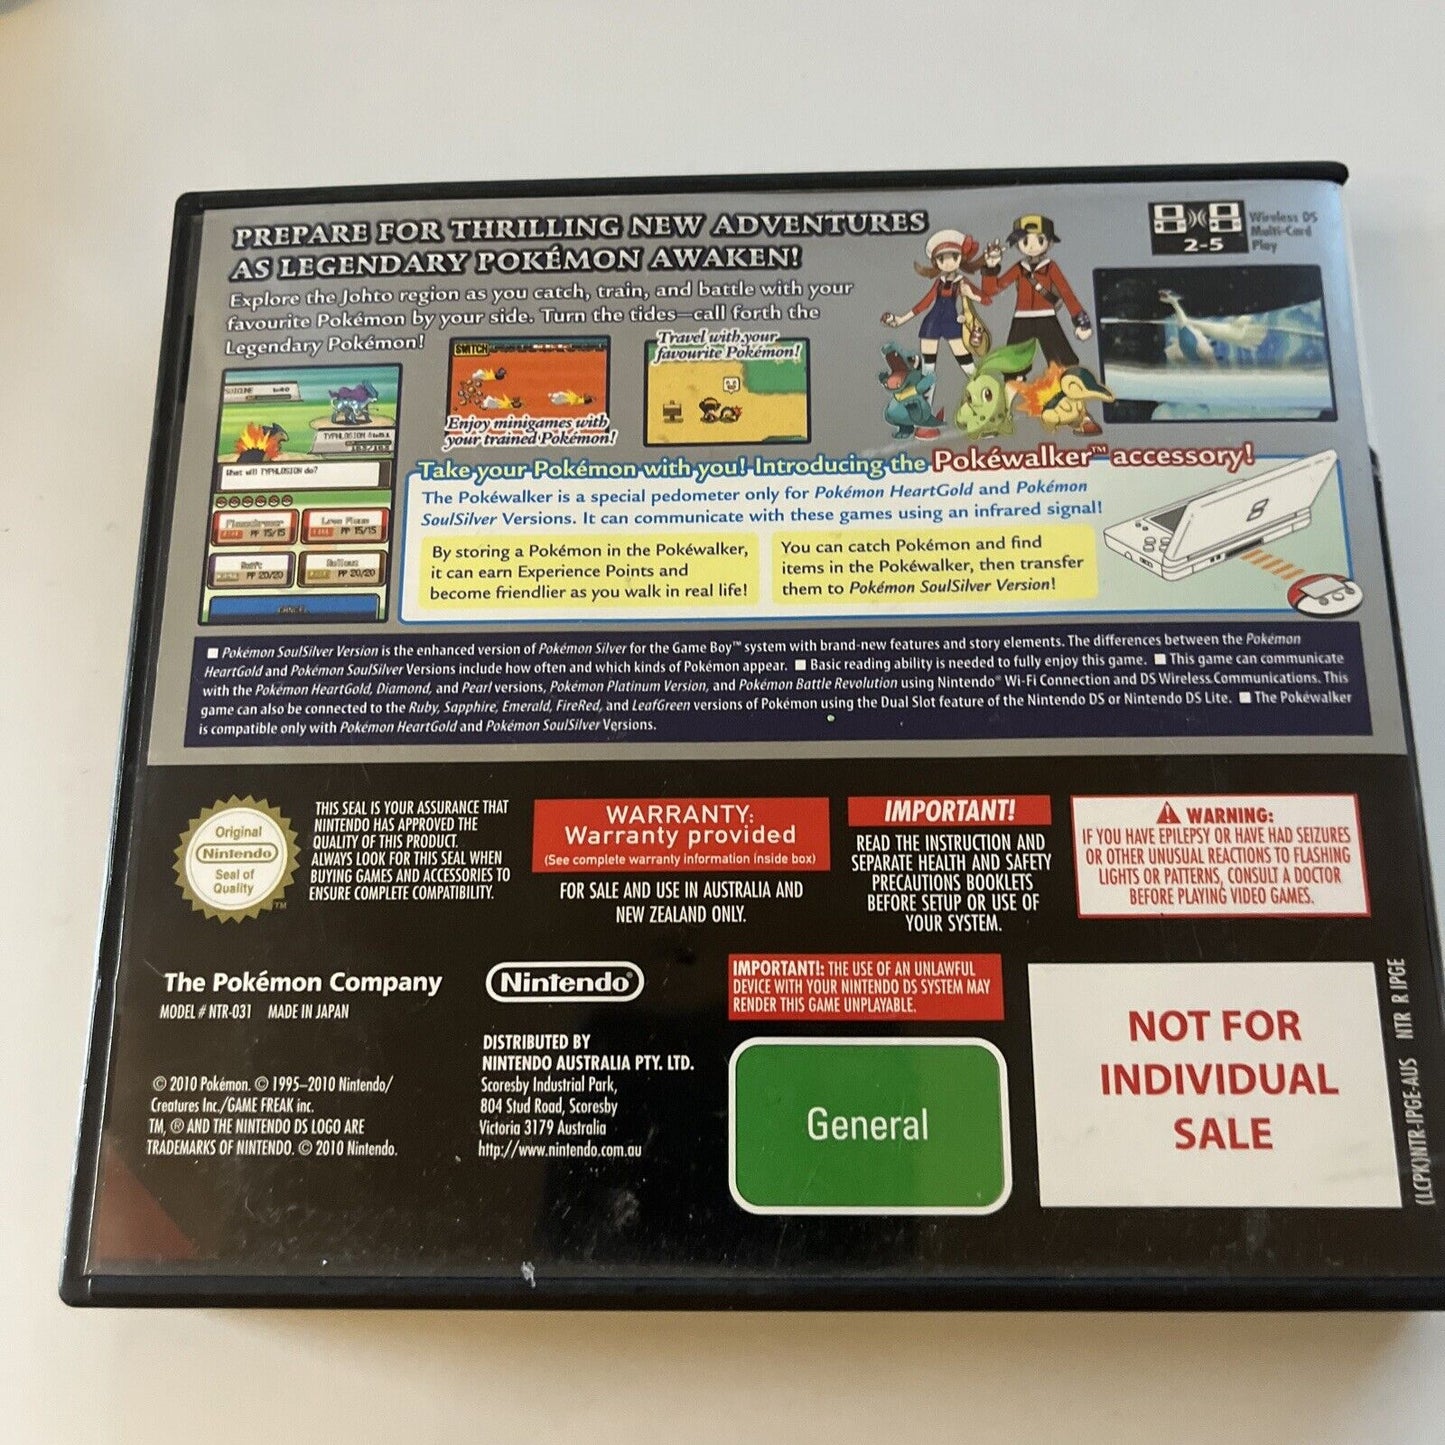 PREPARE FOR THRILLING NEW ADVENTURES
AS LEGENDARY POKÉMON AWAKEN!
Explore the Johto region as you catch, train, and battle with your
favourite Pokémon by your side. Turn the tides—call forth the
Legendary Pokémon!
2-5
Wireless DS
Multi-Card
Play
SWITCH
Enjoy minigames with
your trained Pokémon!
Travel with your
favourite Pokémon!
TYPHLOSION
What will TYPHLOSION do?
PP 15/15
PP 15/15
PP 20/20
PP 20/20
CANCEL
Take your Pokémon with you! Introducing the Pokéwalker™ accessory!
The Pokéwalker is a special pedometer only for Pokémon HeartGold and Pokémon
SoulSilver Versions. It can communicate with these games using an infrared signal!
By storing a Pokémon in the Pokéwalker,
it can earn Experience Points and
become friendlier as you walk in real life!
You can catch Pokémon and find
items in the Pokéwalker, then transfer
them to Pokémon SoulSilver Version!
■ Pokémon SoulSilver Version is the enhanced version of Pokémon Silver for the Game Boy™ system with brand-new features and story elements. The differences between the Pokémon
HeartGold and Pokémon SoulSilver Versions include how often and which kinds of Pokémon appear. ■ Basic reading ability is needed to fully enjoy this game. ■ This game can communicate
with the Pokémon HeartGold, Diamond, and Pearl versions, Pokémon Platinum Version, and Pokémon Battle Revolution using Nintendo® Wi-Fi Connection and DS Wireless Communications. This
game can also be connected to the Ruby, Sapphire, Emerald, FireRed, and LeafGreen versions of Pokémon using the Dual Slot feature of the Nintendo DS or Nintendo DS Lite. ■ The Pokéwalker
is compatible only with Pokémon HeartGold and Pokémon SoulSilver Versions.
Original
Nintendo
Seal of
Quality
TM
THIS SEAL IS YOUR ASSURANCE THAT
NINTENDO HAS APPROVED THE
QUALITY OF THIS PRODUCT.
ALWAYS LOOK FOR THIS SEAL WHEN
BUYING GAMES AND ACCESSORIES TO
ENSURE COMPLETE COMPATIBILITY.
WARRANTY:
Warranty provided
(See complete warranty information inside box)
FOR SALE AND USE IN AUSTRALIA AND
NEW ZEALAND ONLY.
IMPORTANT!
READ THE INSTRUCTION AND
SEPARATE HEALTH AND SAFETY
PRECAUTIONS BOOKLETS
BEFORE SETUP OR USE OF
YOUR SYSTEM.
WARNING:
IF YOU HAVE EPILEPSY OR HAVE HAD SEIZURES
OR OTHER UNUSUAL REACTIONS TO FLASHING
LIGHTS OR PATTERNS, CONSULT A DOCTOR
BEFORE PLAYING VIDEO GAMES.
The Pokémon Company
MODEL # NTR-031 MADE IN JAPAN
© 2010 Pokémon. © 1995–2010 Nintendo/
Creatures Inc./GAME FREAK inc.
TM, ® AND THE NINTENDO DS LOGO ARE
TRADEMARKS OF NINTENDO. © 2010 Nintendo.
Nintendo®
DISTRIBUTED BY
NINTENDO AUSTRALIA PTY. LTD.
Scoresby Industrial Park,
804 Stud Road, Scoresby
Victoria 3179 Australia
http://www.nintendo.com.au
IMPORTANT!: THE USE OF AN UNLAWFUL
DEVICE WITH YOUR NINTENDO DS SYSTEM MAY
RENDER THIS GAME UNPLAYABLE.
General
NOT FOR
INDIVIDUAL
SALE
(LCPK)NTR-IPGE-AUS NTR R IPGE